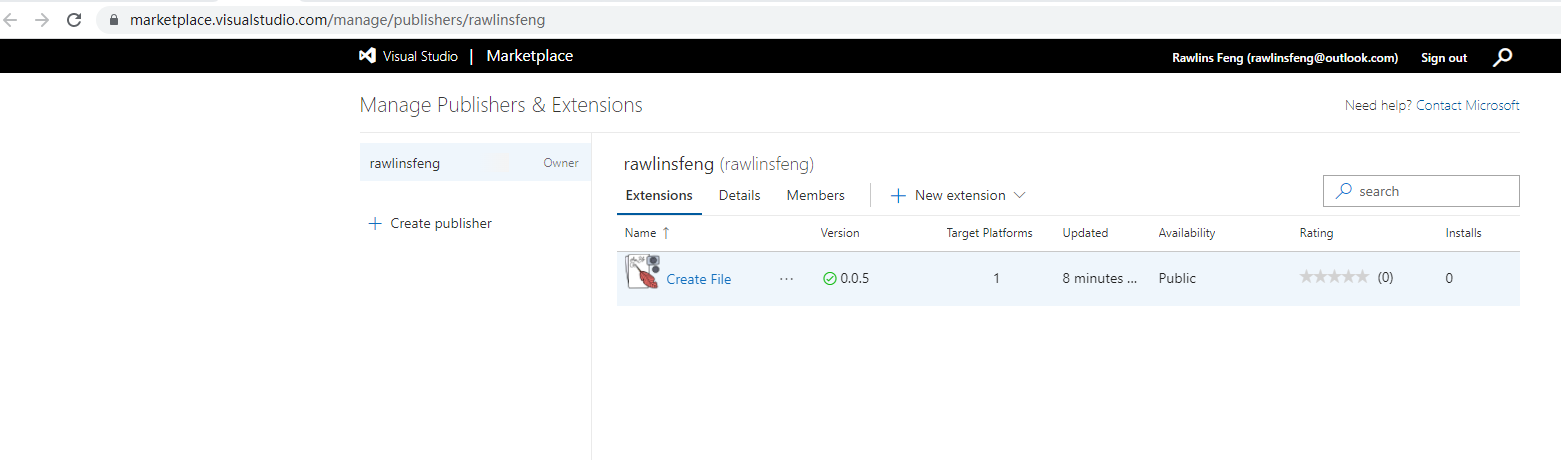 marketplace.visualstudio.com/manage/publishers/rawlinsfeng
Visual Studio | Marketplace Rawlins Feng (rawlinsfeng@outlook.com) Sign out
Manage Publishers & Extensions Need help? Contact Microsoft
rawlinsfeng Owner
+ Create publisher
rawlinsfeng (rawlinsfeng)
Extensions Details Members + New extension
search
Name ↑ Version Target Platforms Updated Availability Rating Installs
Create File ··· 0.0.5 1 8 minutes ... Public (0) 0